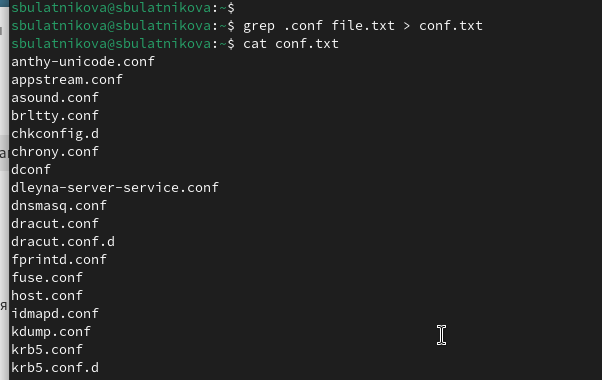 sbulatnikova@sbulatnikova:~$
sbulatnikova@sbulatnikova:~$ grep .conf file.txt > conf.txt
sbulatnikova@sbulatnikova:~$ cat conf.txt
anthy-unicode.conf
appstream.conf
asound.conf
brltty.conf
chkconfig.d
chrony.conf
dconf
dleyna-server-service.conf
dnsmasq.conf
dracut.conf
dracut.conf.d
fprintd.conf
fuse.conf
host.conf
idmapd.conf
kdump.conf
krb5.conf
krb5.conf.d